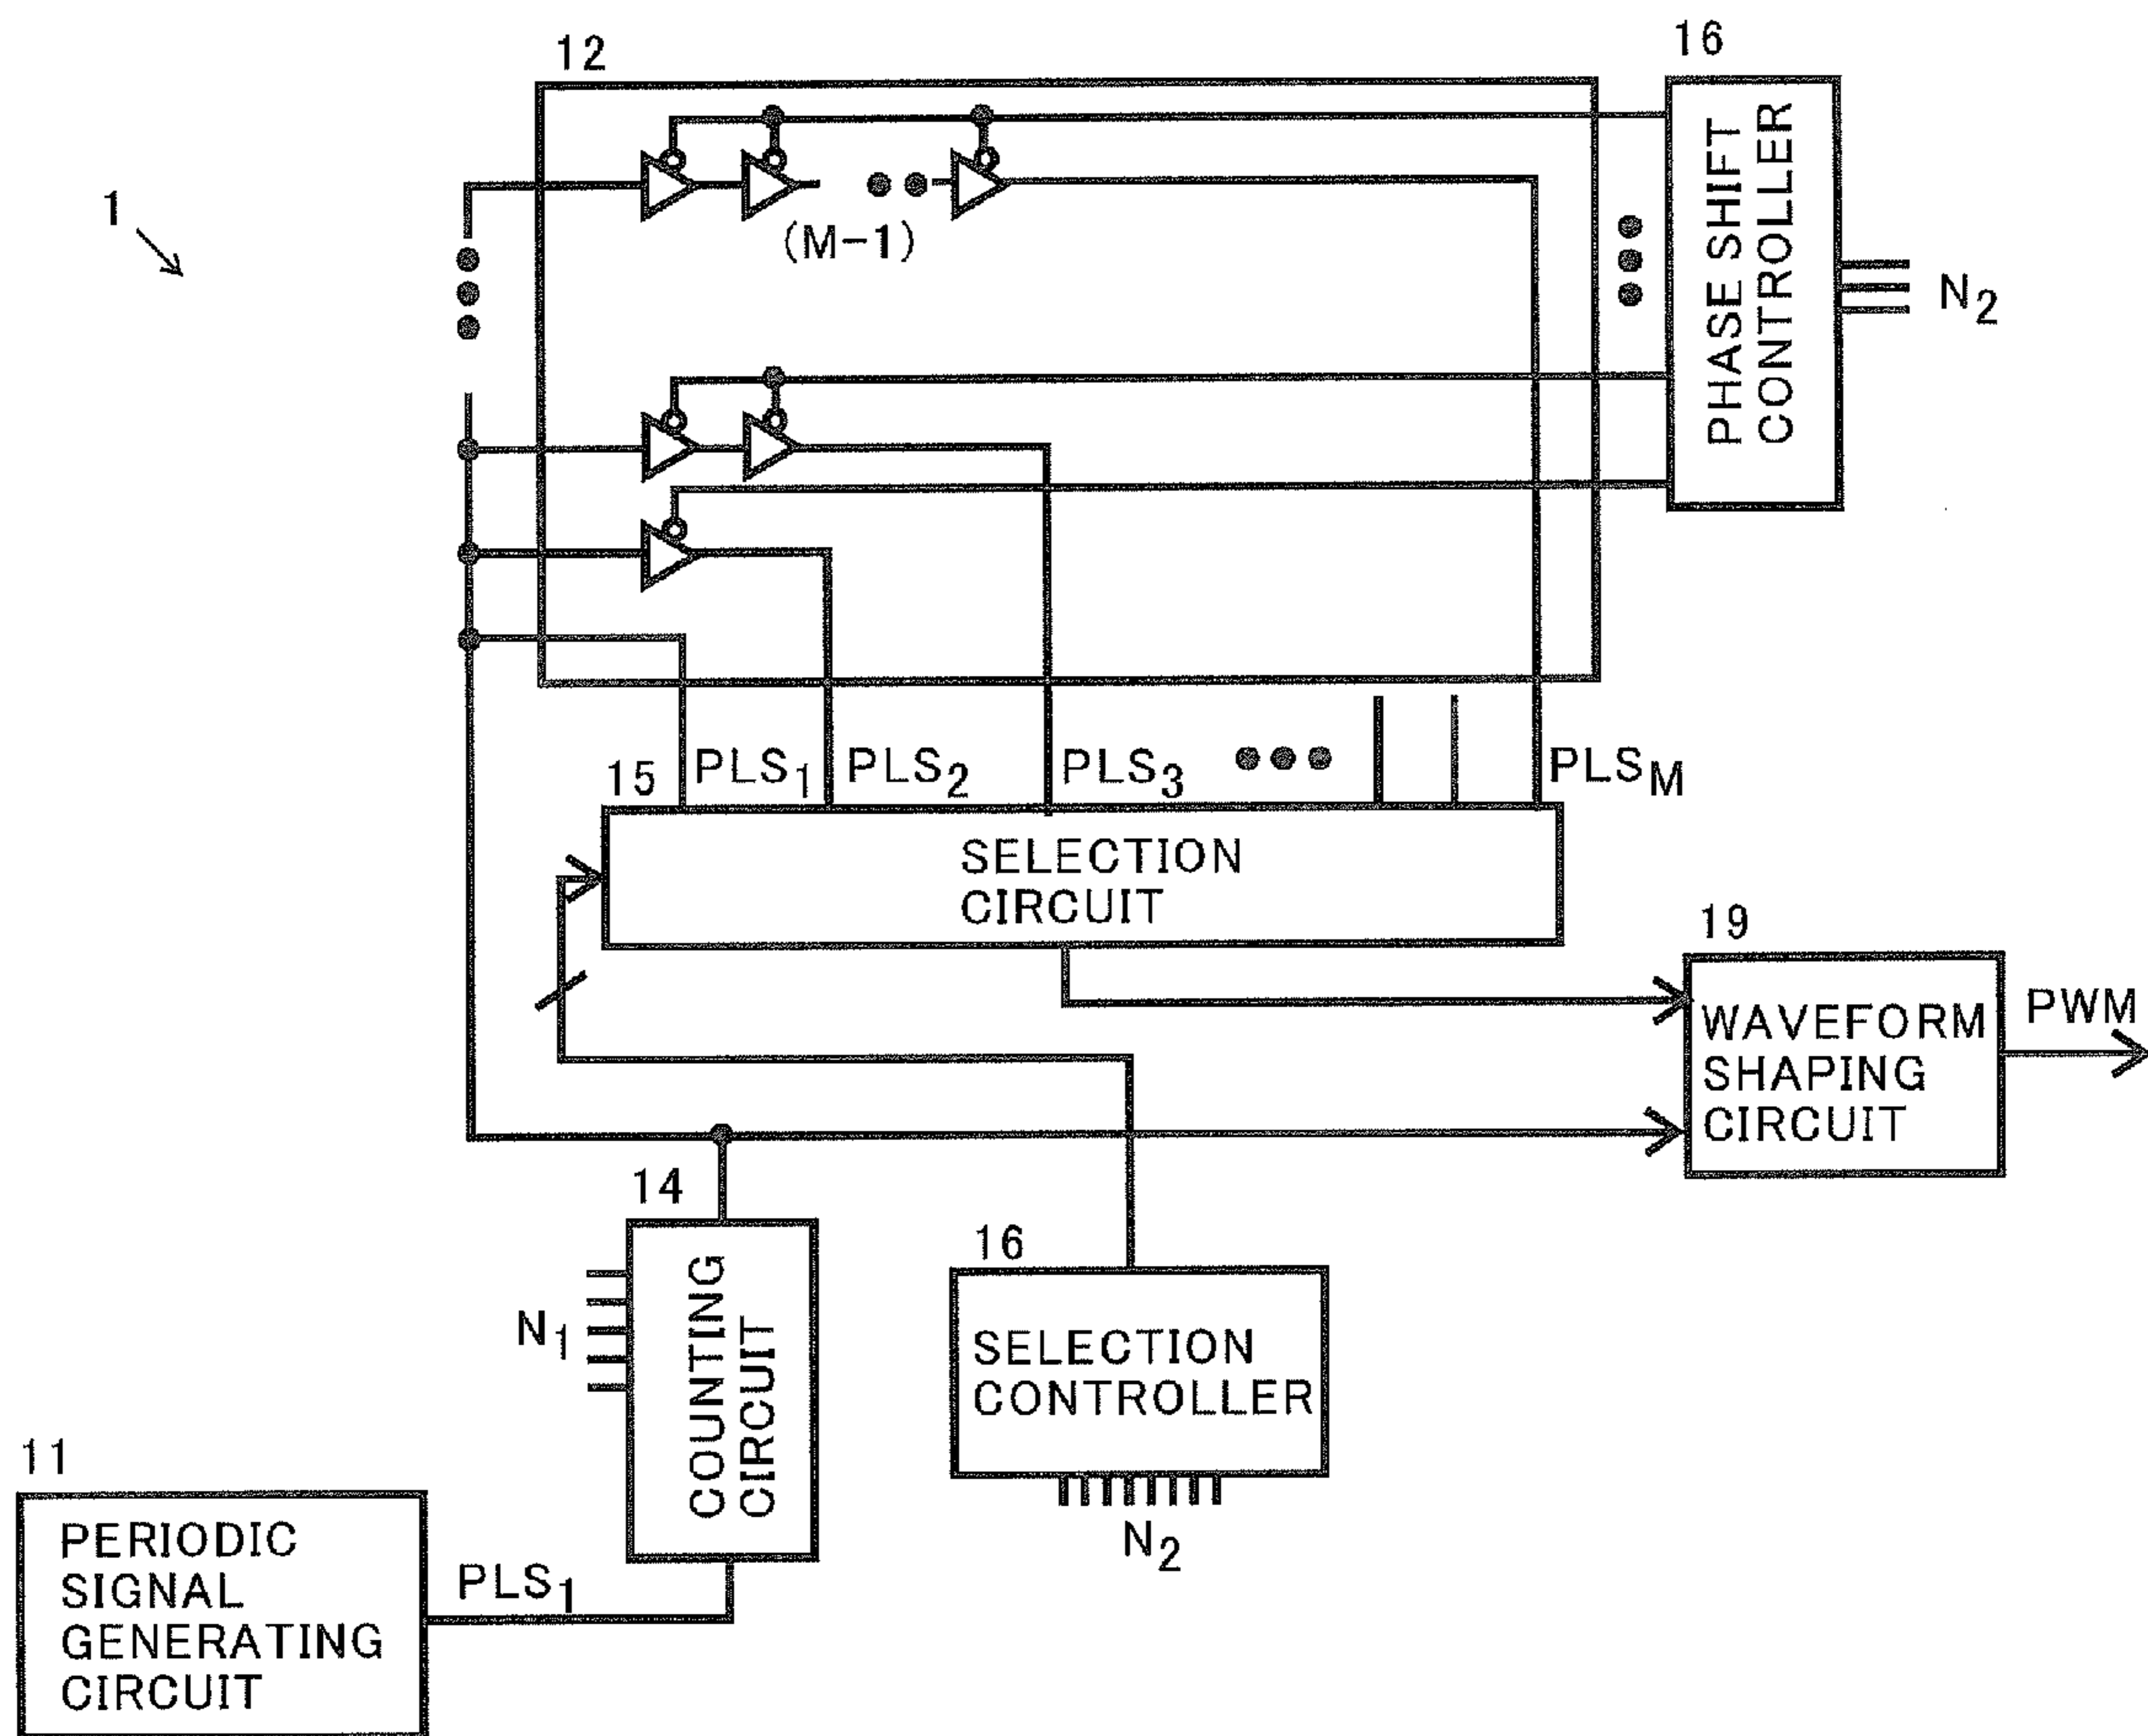 12
16
1
(M-1)
PHASE SHIFT
CONTROLLER
N2
15
PLS1
PLS2
PLS3
PLSM
SELECTION
CIRCUIT
19
WAVEFORM
SHAPING
CIRCUIT
PWM
14
N1
COUNTING
CIRCUIT
16
SELECTION
CONTROLLER
N2
11
PERIODIC
SIGNAL
GENERATING
CIRCUIT
PLS1